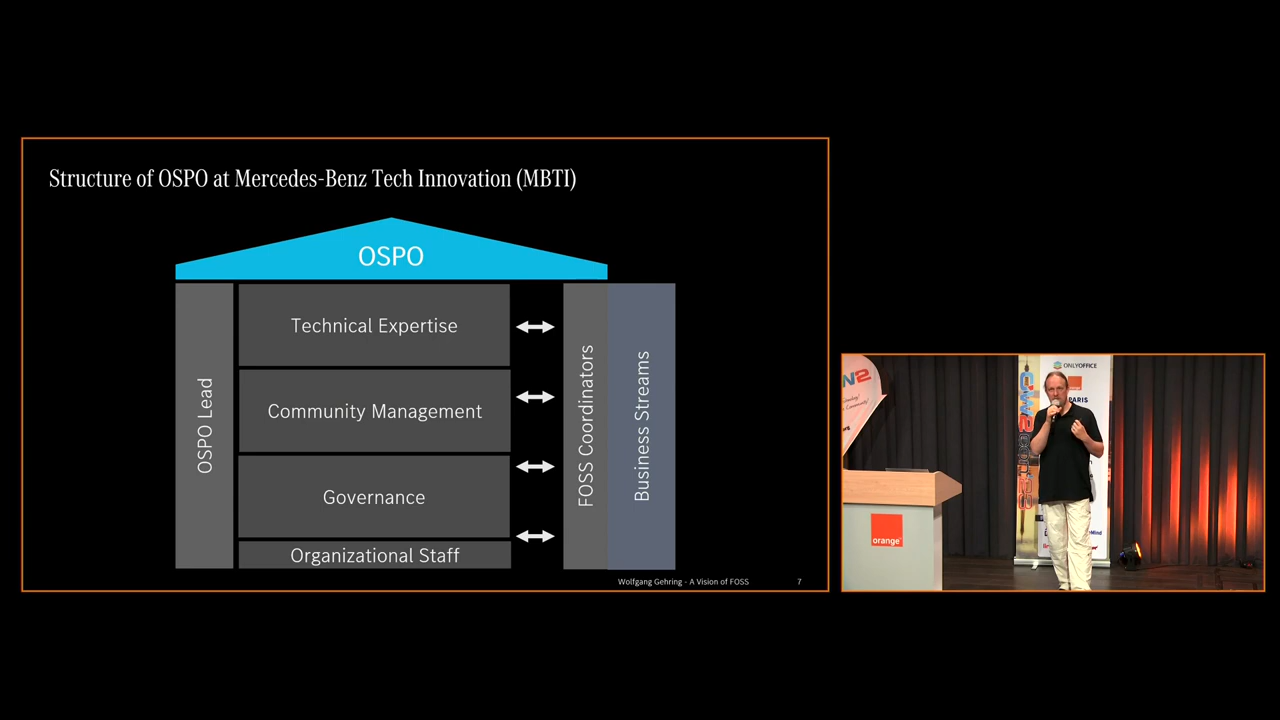 Structure of OSPO at Mercedes-Benz Tech Innovation (MBTI)
OSPO
OSPO Lead
Technical Expertise
Community Management
Governance
Organizational Staff
FOSS Coordinators
Business Streams
Wolfgang Gehring - A Vision of FOSS
7
ONLYOFFICE
PARIS
orange